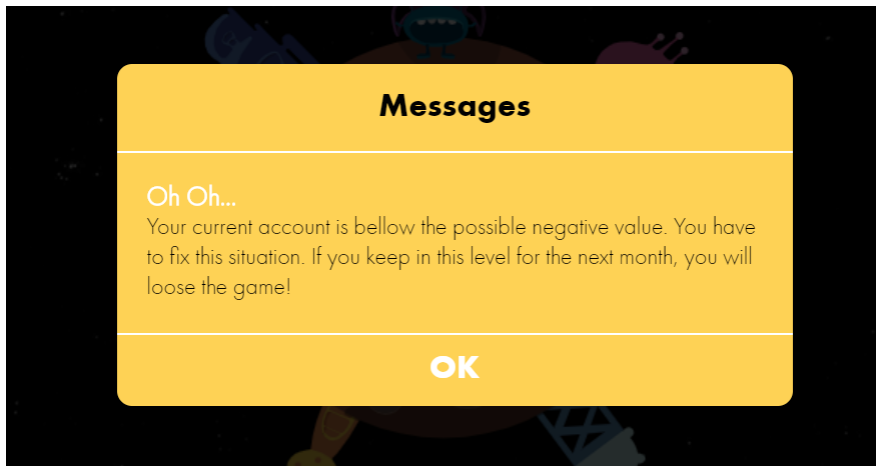 Messages
Oh Oh...
Your current account is bellow the possible negative value. You have
to fix this situation. If you keep in this level for the next month, you will
loose the game!
OK